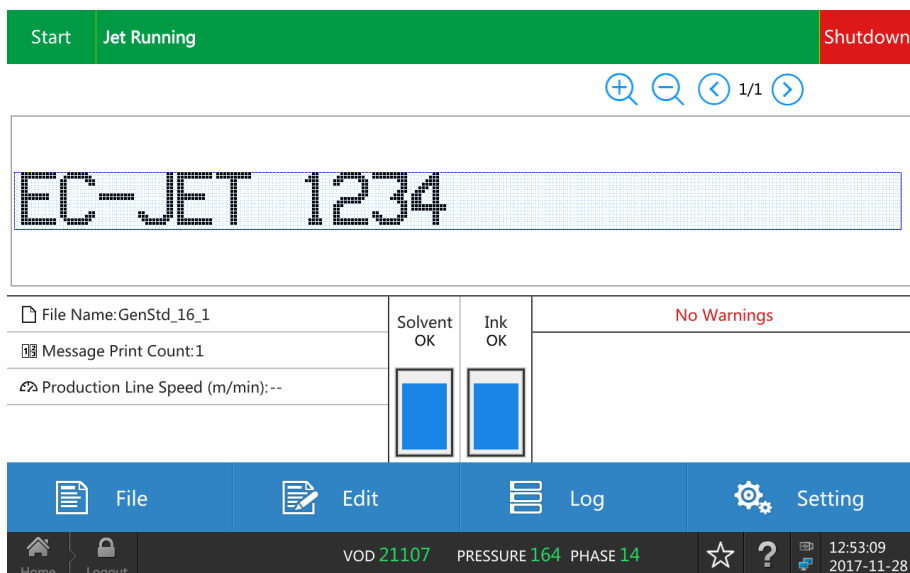 Start Jet Running Shutdown
1/1
EC-JET 1234
File Name:GenStd_16_1
Message Print Count:1
Production Line Speed (m/min):--
Solvent
OK
Ink
OK
No Warnings
File Edit Log Setting
Home Logout VOD 21107 PRESSURE 164 PHASE 14 ? 12:53:09
2017-11-28